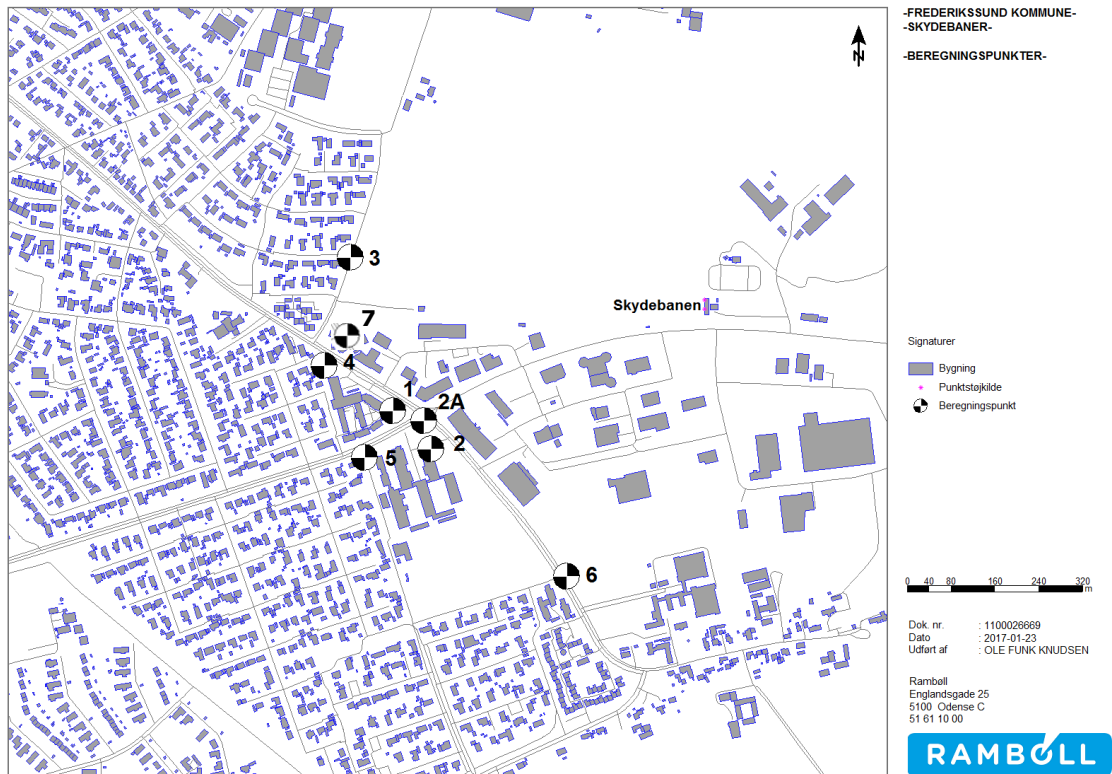 -FREDERIKSSUND KOMMUNE-
-SKYDEBANER-
-BEREGNINGSPUNKTER-
N
3
Skydebanen
7
4
1
2A
2
5
6
Signaturer
Bygning
Punktstøjkilde
Beregningspunkt
0 40 80 160 240 320
m
Dok. nr. : 1100026669
Dato : 2017-01-23
Udført af : OLE FUNK KNUDSEN
Rambøll
Englandsgade 25
5100 Odense C
51 61 10 00
RAMBOLL